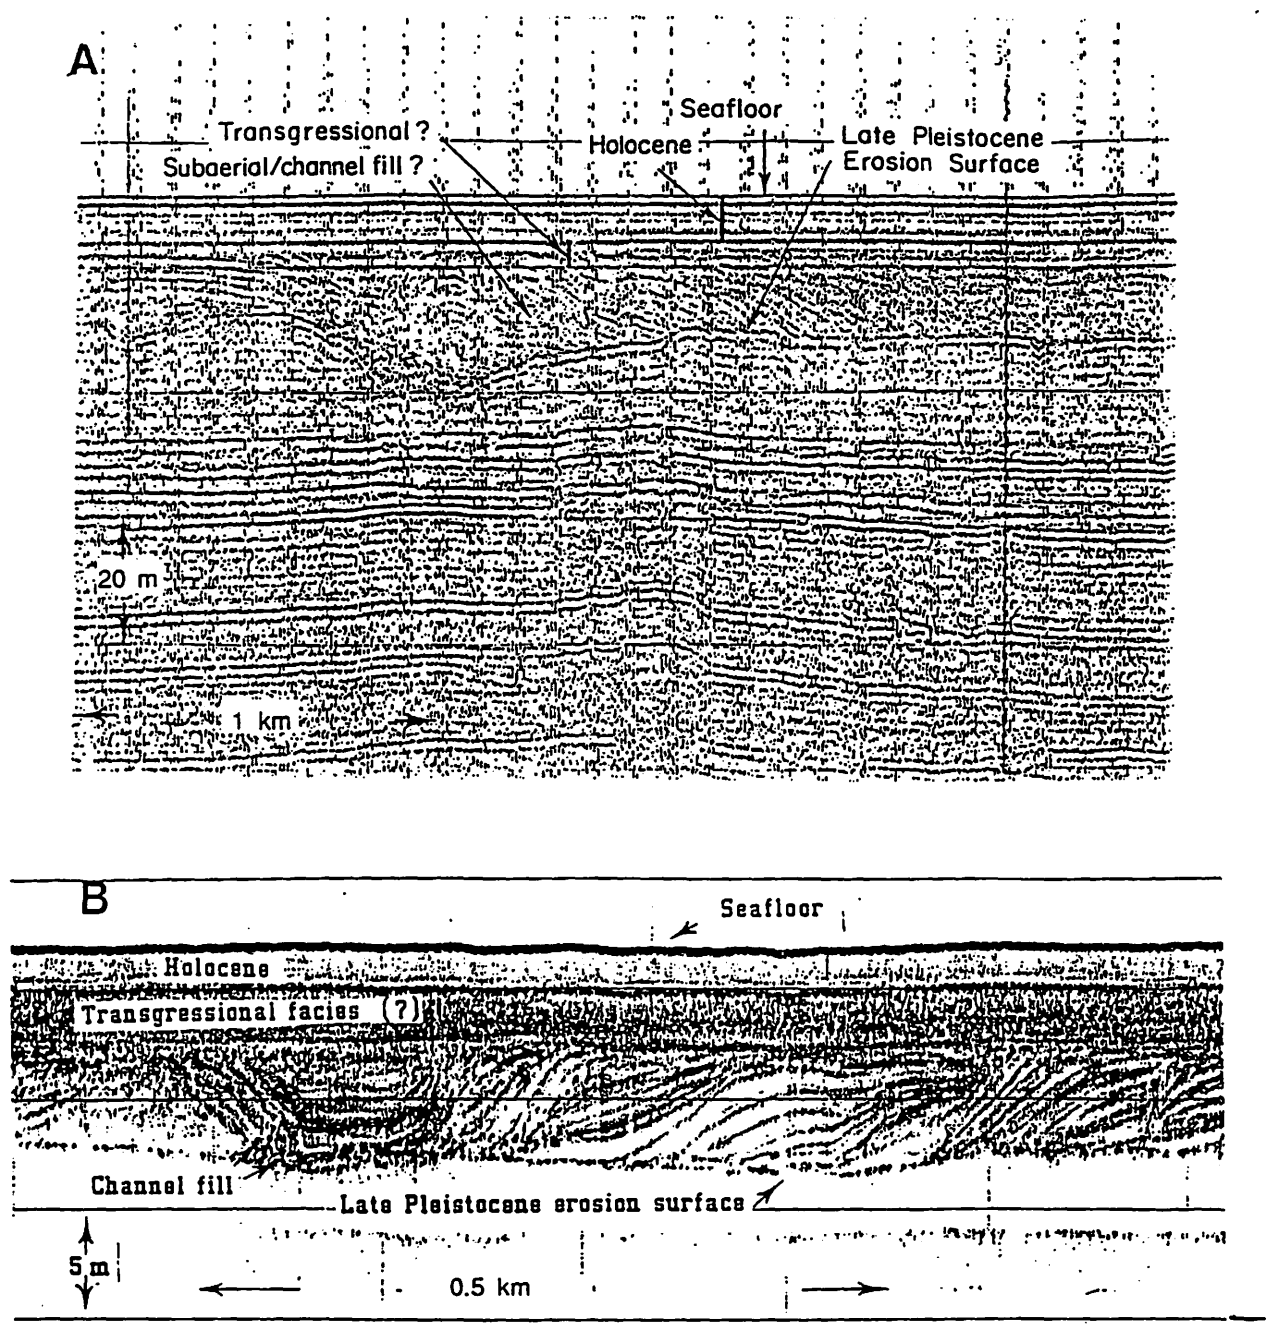 A
Seafloor
Transgressional ?
Holocene
Late Pleistocene
Erosion Surface
Subaerial/channel fill ?
20 m
1 km
B
Seafloor
Holocene
Transgressional facies (?)
Channel fill
Late Pleistocene erosion surface
5 m
0.5 km